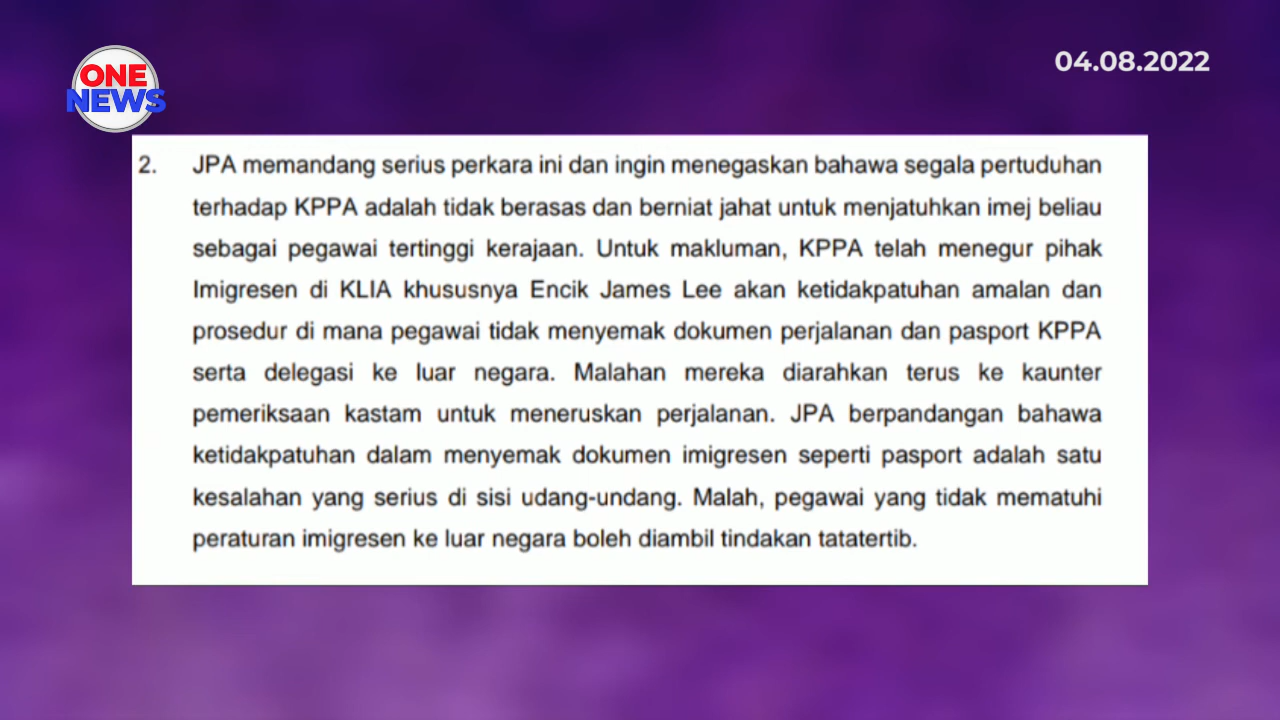 ONE
NEWS
04.08.2022
2. JPA memandang serius perkara ini dan ingin menegaskan bahawa segala pertuduhan
terhadap KPPA adalah tidak berasas dan berniat jahat untuk menjatuhkan imej beliau
sebagai pegawai tertinggi kerajaan. Untuk makluman, KPPA telah menegur pihak
Imigresen di KLIA khususnya Encik James Lee akan ketidakpatuhan amalan dan
prosedur di mana pegawai tidak menyemak dokumen perjalanan dan pasport KPPA
serta delegasi ke luar negara. Malahan mereka diarahkan terus ke kaunter
pemeriksaan kastam untuk meneruskan perjalanan. JPA berpandangan bahawa
ketidakpatuhan dalam menyemak dokumen imigresen seperti pasport adalah satu
kesalahan yang serius di sisi udang-undang. Malah, pegawai yang tidak mematuhi
peraturan imigresen ke luar negara boleh diambil tindakan tatatertib.